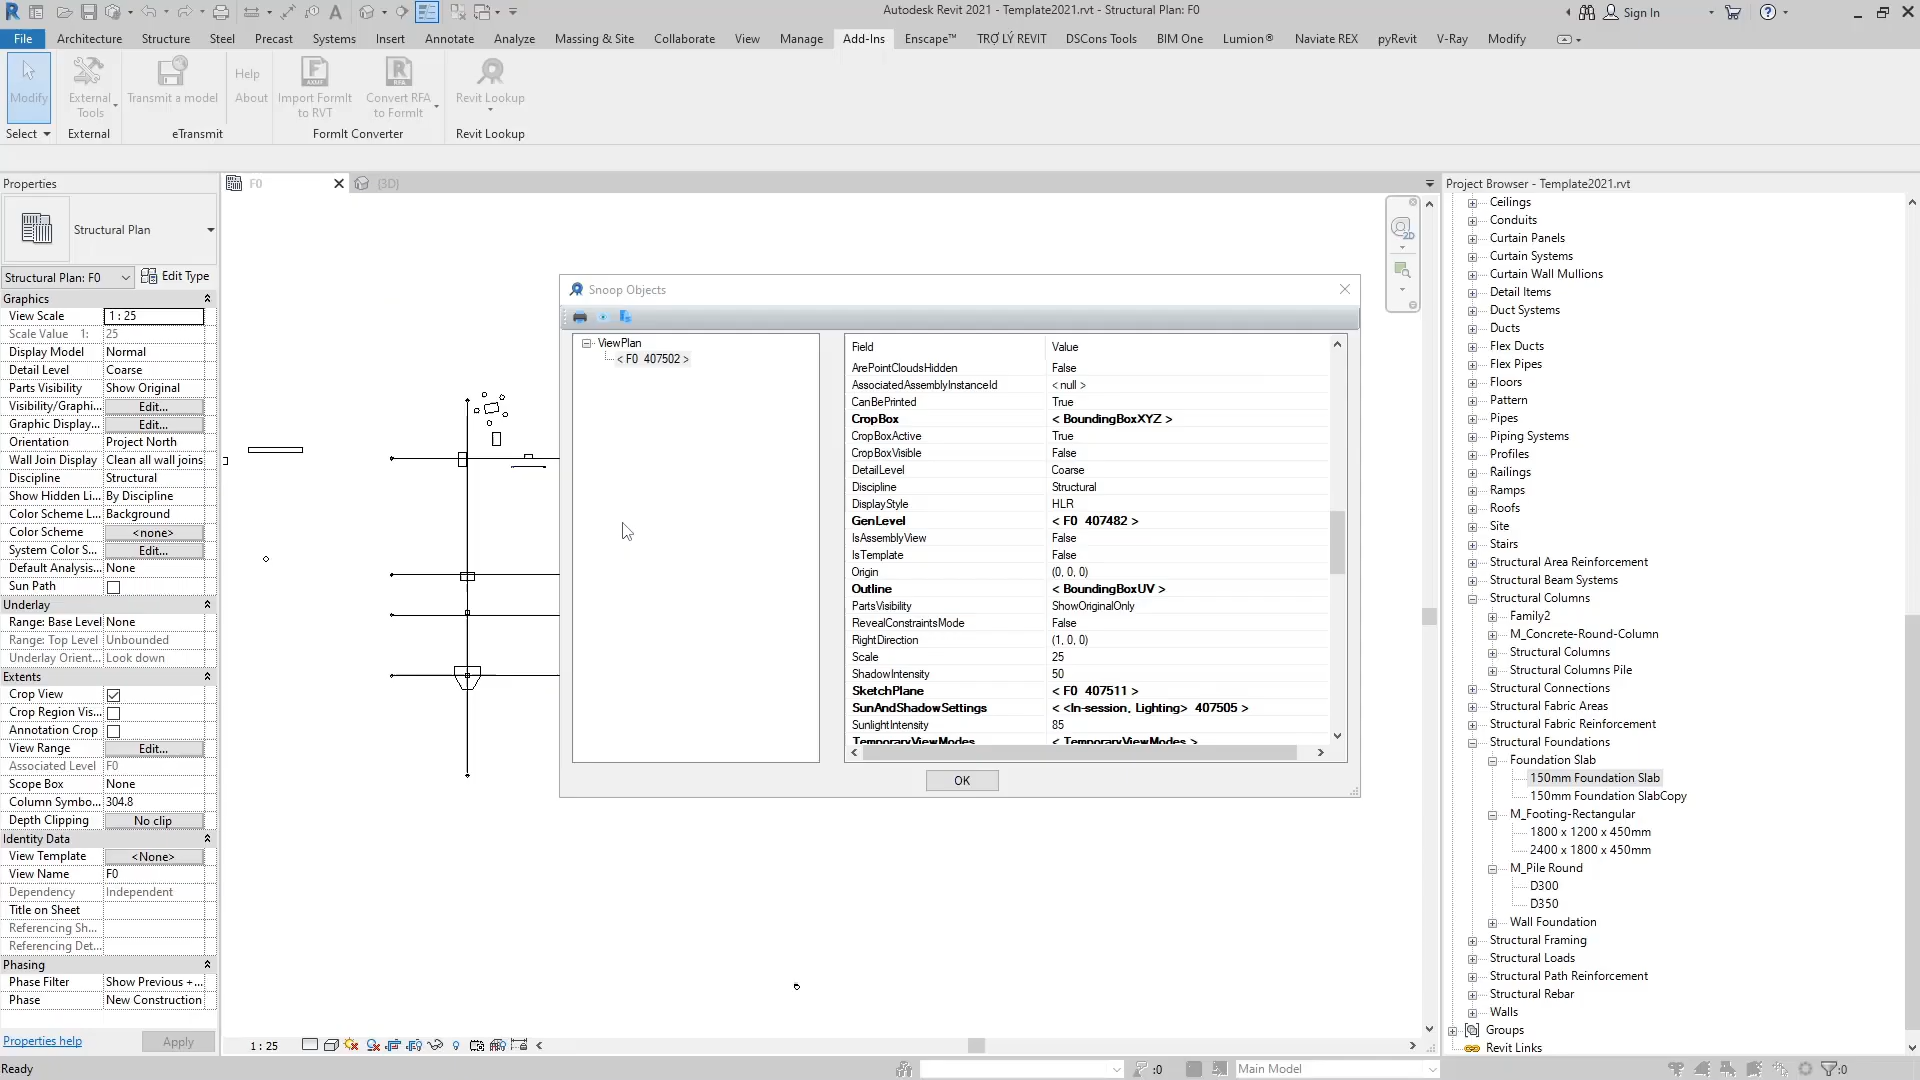 Autodesk Revit 2021 - Template2021.rvt - Structural Plan: F0
Sign In
File Architecture Structure Steel Precast Systems Insert Annotate Analyze Massing & Site Collaborate View Manage Add-Ins Enscape™ TRỢ LÝ REVIT DSCons Tools BIM One Lumion® Naviate REX pyRevit V-Ray Modify
Modify
External Tools
Transmit a model
Help
About
Import FormIt to RVT
Convert RFA to FormIt
Revit Lookup
Select
External
eTransmit
FormIt Converter
Revit Lookup
Properties
Structural Plan
Structural Plan: F0
Edit Type
Graphics
View Scale 1 : 25
Scale Value 1: 25
Display Model Normal
Detail Level Coarse
Parts Visibility Show Original
Visibility/Graphi... Edit...
Graphic Display... Edit...
Orientation Project North
Wall Join Display Clean all wall joins
Discipline Structural
Show Hidden Li... By Discipline
Color Scheme L... Background
Color Scheme <none>
System Color S... Edit...
Default Analysis... None
Sun Path
Underlay
Range: Base Level None
Range: Top Level Unbounded
Underlay Orient... Look down
Extents
Crop View
Crop Region Vis...
Annotation Crop
View Range Edit...
Associated Level F0
Scope Box None
Column Symbo... 304.8
Depth Clipping No clip
Identity Data
View Template <None>
View Name F0
Dependency Independent
Title on Sheet
Referencing Sh...
Referencing Det...
Phasing
Phase Filter Show Previous +...
Phase New Construction
Properties help
Apply
F0
{3D}
2D
Snoop Objects
ViewPlan
< F0 407502 >
Field Value
ArePointCloudsHidden False
AssociatedAssemblyInstanceId < null >
CanBePrinted True
CropBox < BoundingBoxXYZ >
CropBoxActive True
CropBoxVisible False
DetailLevel Coarse
Discipline Structural
DisplayStyle HLR
GenLevel < F0 407482 >
IsAssemblyView False
IsTemplate False
Origin (0, 0, 0)
Outline < BoundingBoxUV >
PartsVisibility ShowOriginalOnly
RevealConstraintsMode False
RightDirection (1, 0, 0)
Scale 25
ShadowIntensity 50
SketchPlane < F0 407511 >
SunAndShadowSettings < <In-session, Lighting> 407505 >
SunlightIntensity 85
TemporaryViewModes < TemporaryViewModes >
OK
Project Browser - Template2021.rvt
Ceilings
Conduits
Curtain Panels
Curtain Systems
Curtain Wall Mullions
Detail Items
Duct Systems
Ducts
Flex Ducts
Flex Pipes
Floors
Pattern
Pipes
Piping Systems
Profiles
Railings
Ramps
Roofs
Site
Stairs
Structural Area Reinforcement
Structural Beam Systems
Structural Columns
Family2
M_Concrete-Round-Column
Structural Columns
Structural Columns Pile
Structural Connections
Structural Fabric Areas
Structural Fabric Reinforcement
Structural Foundations
Foundation Slab
150mm Foundation Slab
150mm Foundation SlabCopy
M_Footing-Rectangular
1800 x 1200 x 450mm
2400 x 1800 x 450mm
M_Pile Round
D300
D350
Wall Foundation
Structural Framing
Structural Loads
Structural Path Reinforcement
Structural Rebar
Walls
Groups
Revit Links
1 : 25
Ready
:0
Main Model
:0